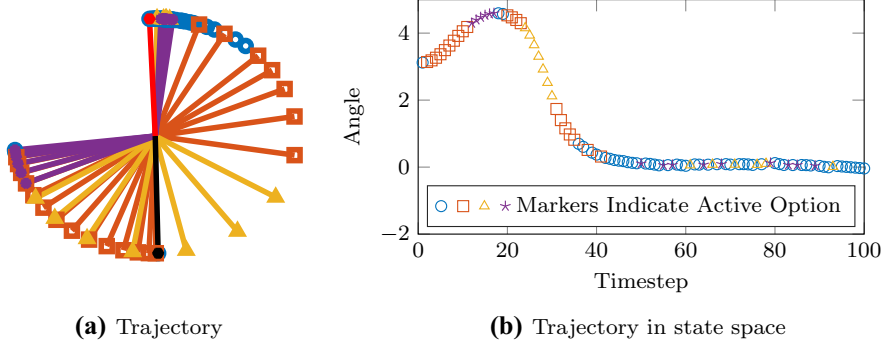 4
2
0
−2
Angle
Markers Indicate Active Option
0 20 40 60 80 100
Timestep
(a) Trajectory
(b) Trajectory in state space